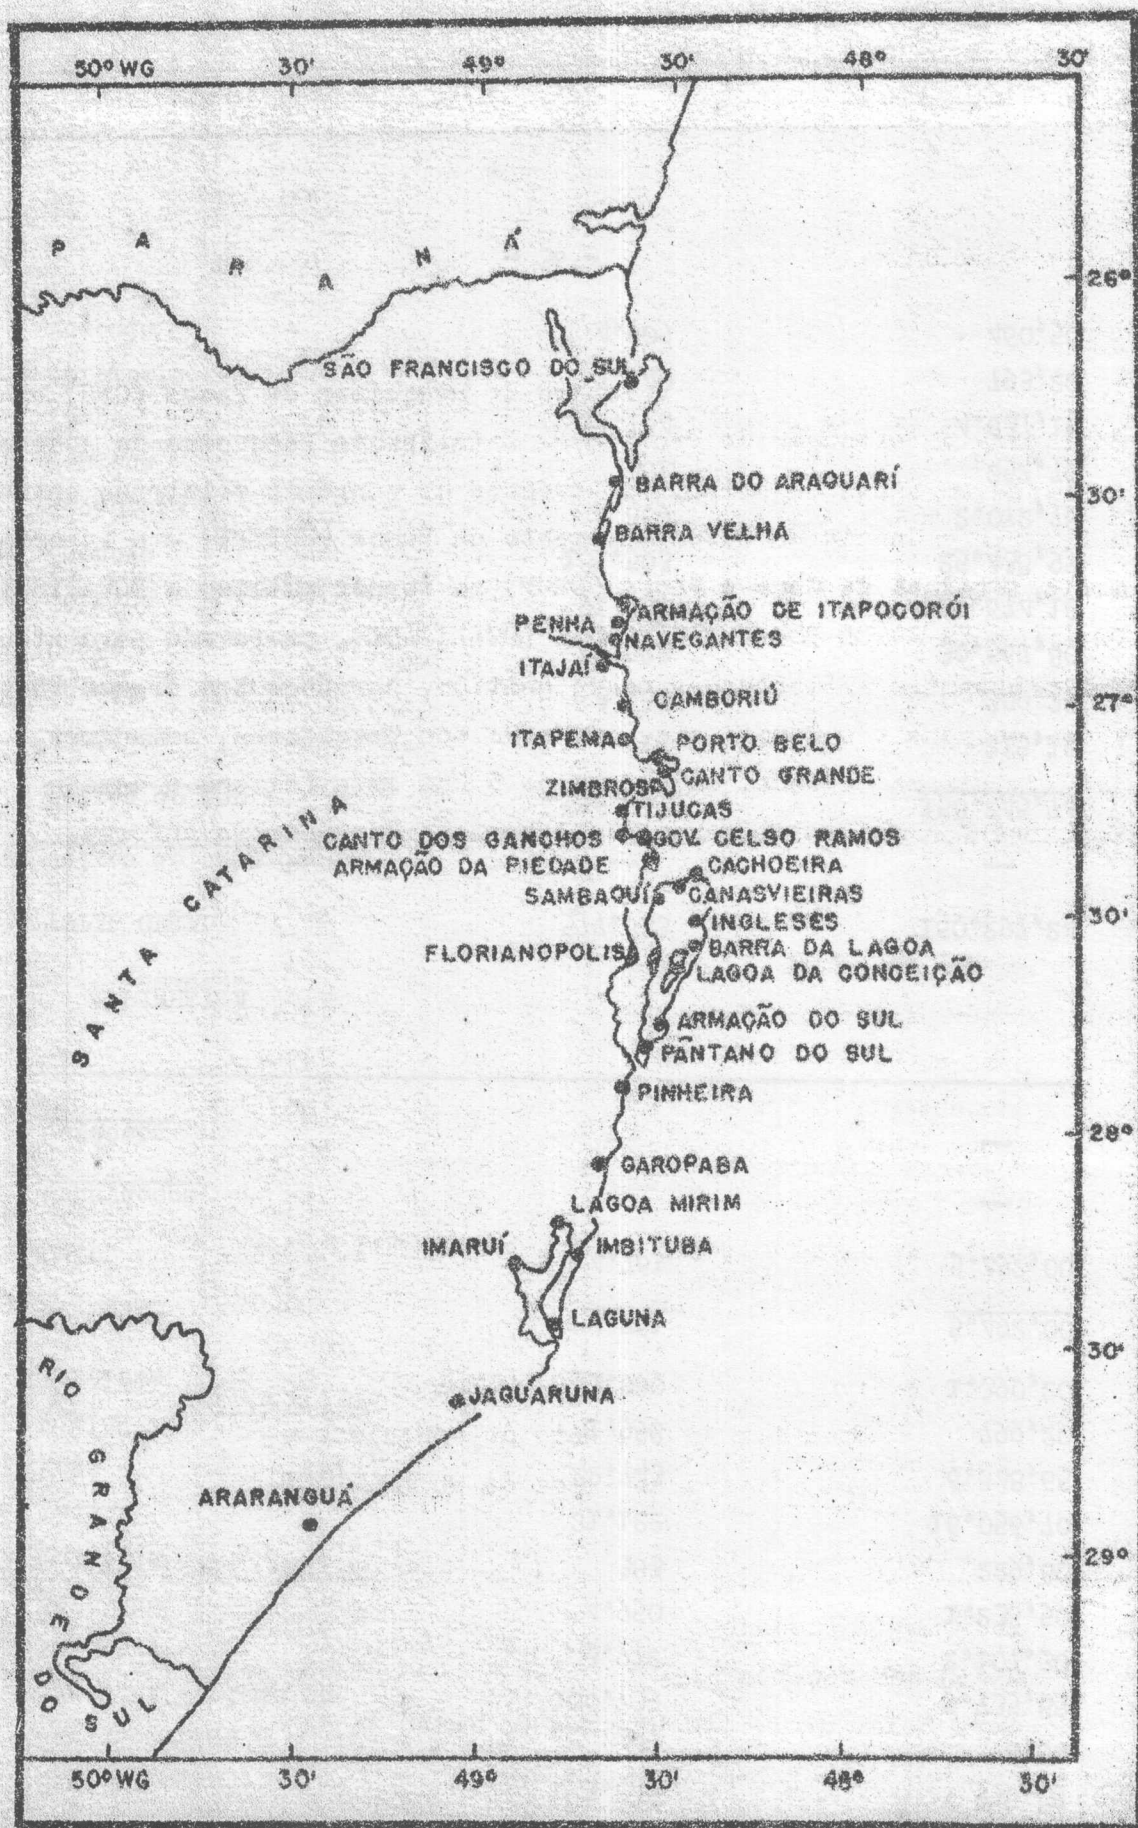 50° WG 30' 49° 30' 48° 30'
PARANÁ
26°
SÃO FRANCISCO DO SUL
BARRA DO ARAQUARÍ
30'
BARRA VELHA
ARMAÇÃO DE ITAPOCORÓI
PENHA
NAVEGANTES
ITAJAÍ
CAMBORIÚ
27°
ITAPEMA
PORTO BELO
CANTO GRANDE
ZIMBROS
TIJUCAS
SANTA CATARINA
CANTO DOS GANCHOS
GOV. CELSO RAMOS
ARMAÇÃO DA PIEDADE
CACHOEIRA
SAMBAQUÍ
CANASVIEIRAS
30'
INGLESES
FLORIANOPOLIS
BARRA DA LAGOA
LAGOA DA CONCEIÇÃO
ARMAÇÃO DO SUL
PÂNTANO DO SUL
PINHEIRA
28°
GAROPABA
LAGOA MIRIM
IMARUÍ
IMBITUBA
LAGUNA
30'
RIO GRANDE DO SUL
JAGUARUNA
ARARANGUÁ
29°
50° WG 30' 49° 30' 48° 30'